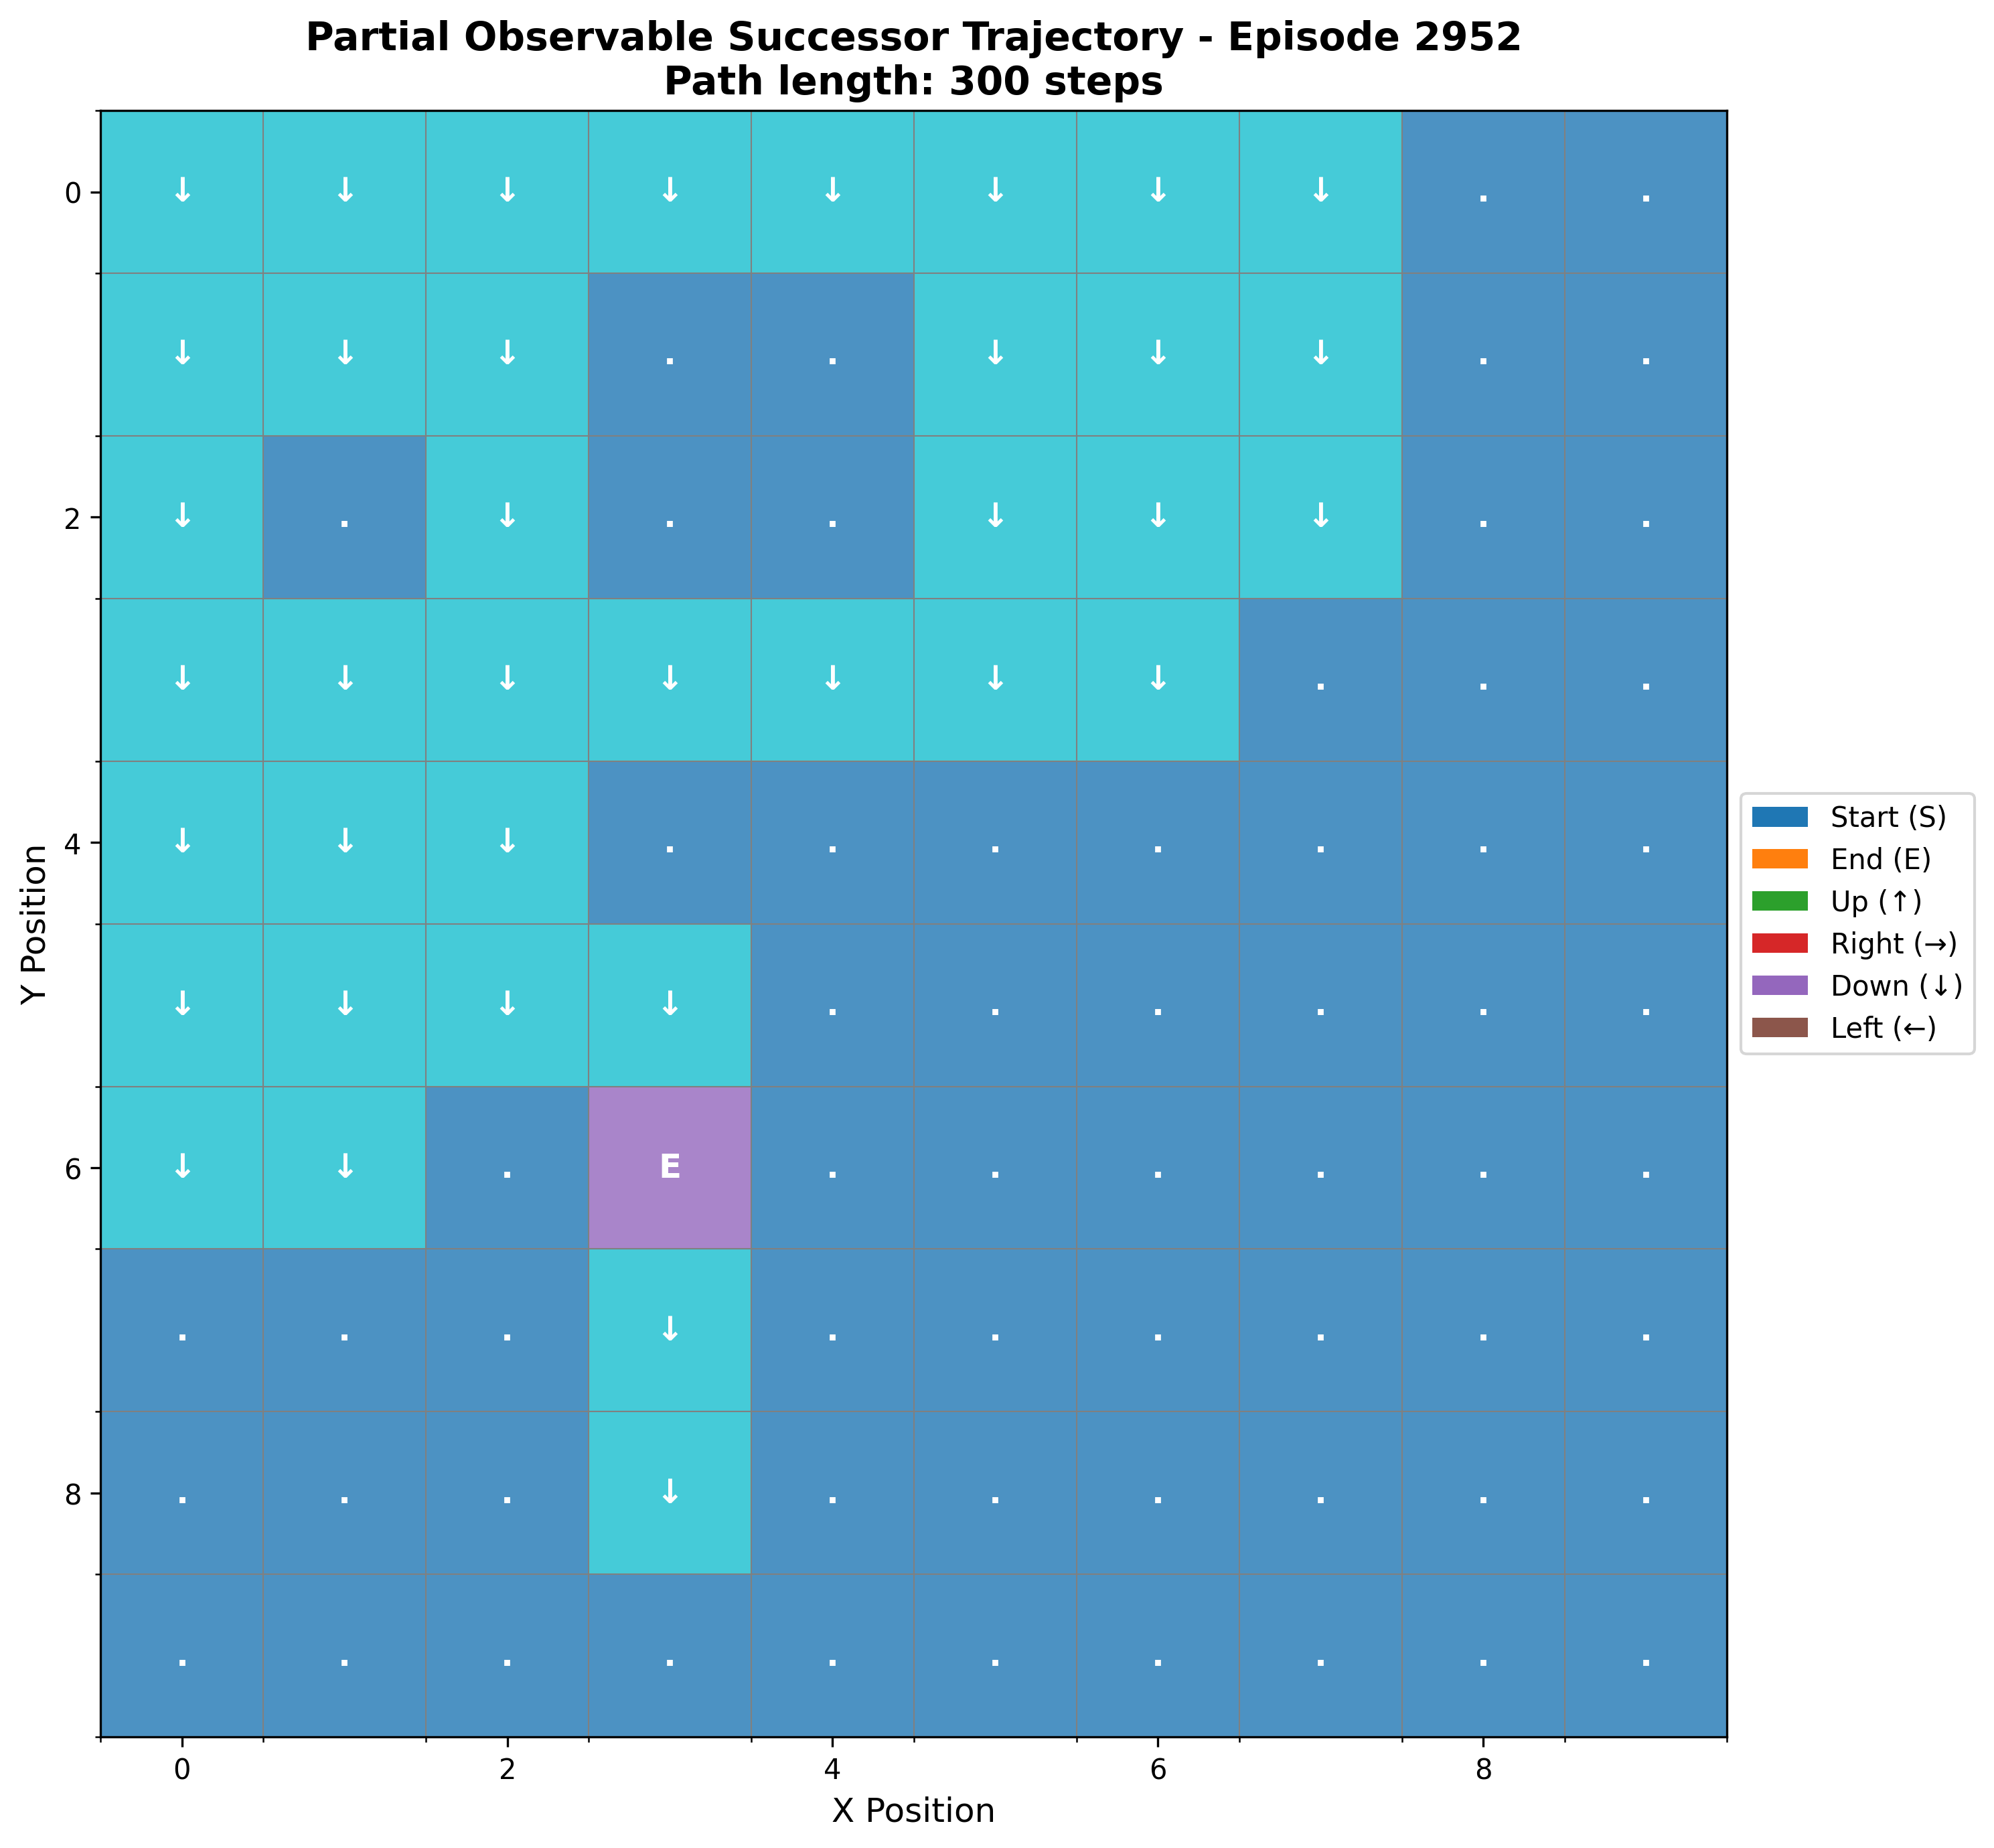 Partial Observable Successor Trajectory - Episode 2952
Path length: 300 steps
0 ↓ ↓ ↓ ↓ ↓ ↓ ↓ ↓ . .
↓ ↓ ↓ . . ↓ ↓ ↓ . .
2 ↓ . ↓ . . ↓ ↓ ↓ . .
↓ ↓ ↓ ↓ ↓ ↓ ↓ . . .
4 ↓ ↓ ↓ . . . . . . .
↓ ↓ ↓ ↓ . . . . . .
6 ↓ ↓ . E . . . . . .
. . . ↓ . . . . . .
8 . . . ↓ . . . . . .
. . . . . . . . . .
0 2 4 6 8
X Position
Y Position
Start (S)
End (E)
Up (↑)
Right (→)
Down (↓)
Left (←)